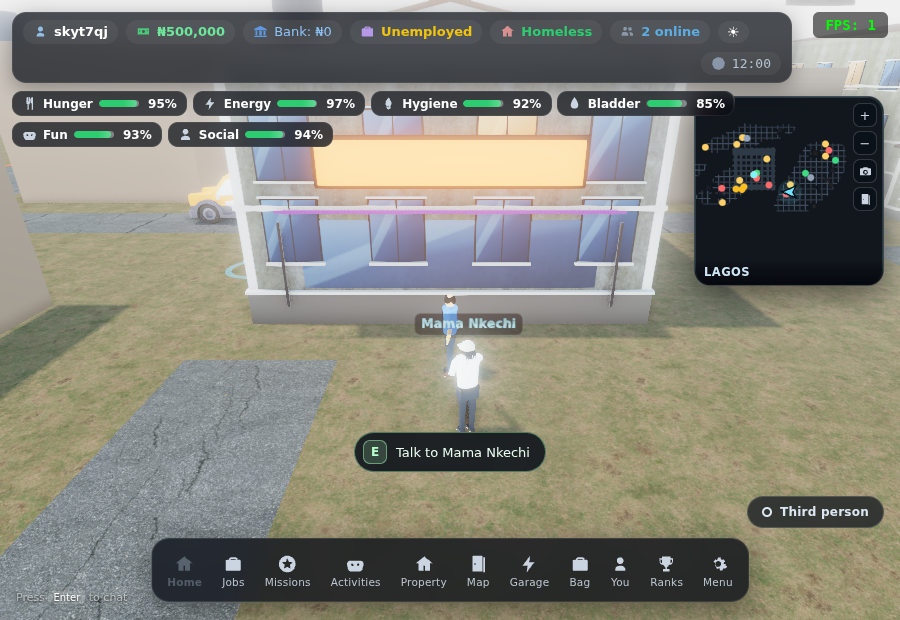 skyt7qj ₦500,000 Bank: ₦0 Unemployed Homeless 2 online
12:00
FPS: 1
Hunger 95% Energy 97% Hygiene 92% Bladder 85%
Fun 93% Social 94%
LAGOS
Mama Nkechi
E Talk to Mama Nkechi
Third person
Home Jobs Missions Activities Property Map Garage Bag You Ranks Menu
Press Enter to chat